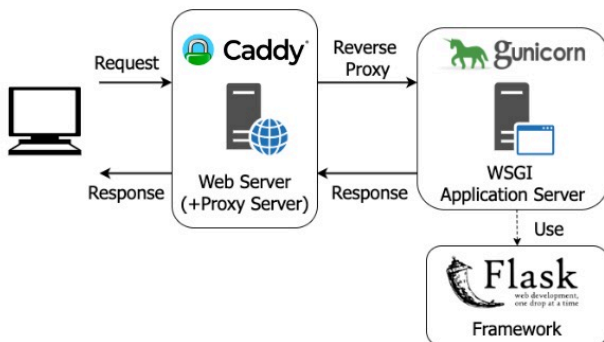 Request
Response
Caddy
Web Server
(+Proxy Server)
Reverse
Proxy
Response
gunicorn
WSGI
Application Server
Use
Flask
web development,
one drop at a time
Framework